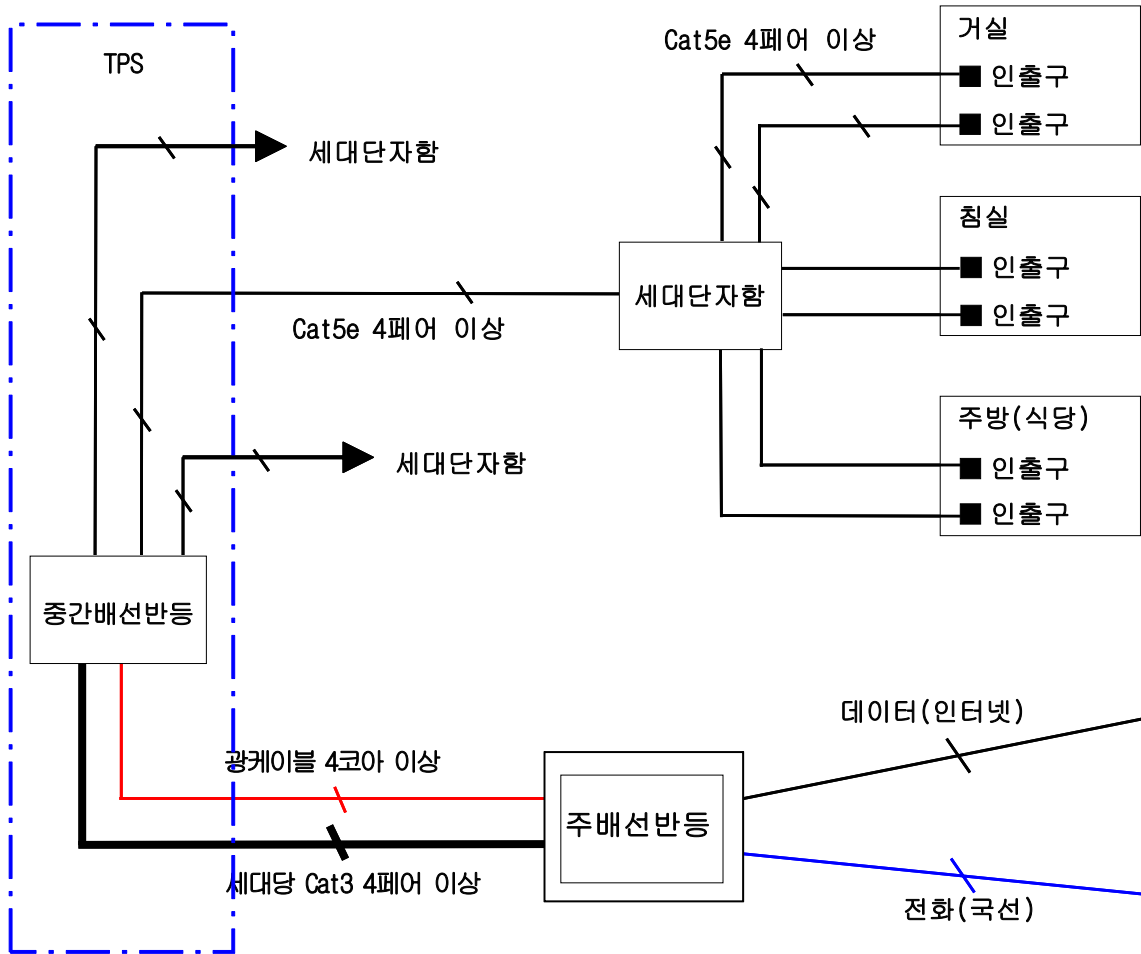 TPS
Cat5e 4페어 이상
거실
인출구
인출구
세대단자함
침실
인출구
인출구
세대단자함
Cat5e 4페어 이상
주방(식당)
인출구
인출구
세대단자함
중간배선반등
데이터(인터넷)
광케이블 4코아 이상
주배선반등
세대당 Cat3 4페어 이상
전화(국선)